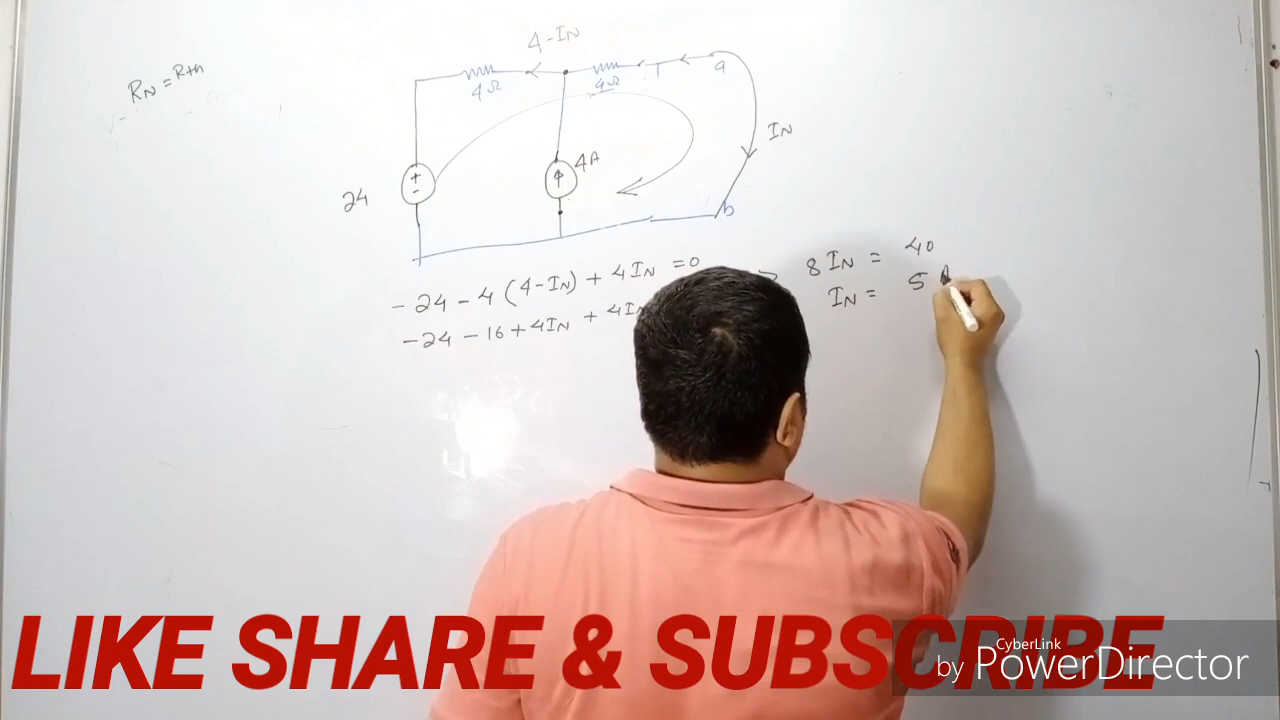 4-IN
RN = Rth
4Ω
4Ω
a
IN
4A
24
b
-24 - 4 (4-IN) + 4IN = 0
8 IN = 40
-24 - 16 + 4IN + 4IN
IN = 5 A
LIKE SHARE & SUBSCRIBE
CyberLink
by PowerDirector